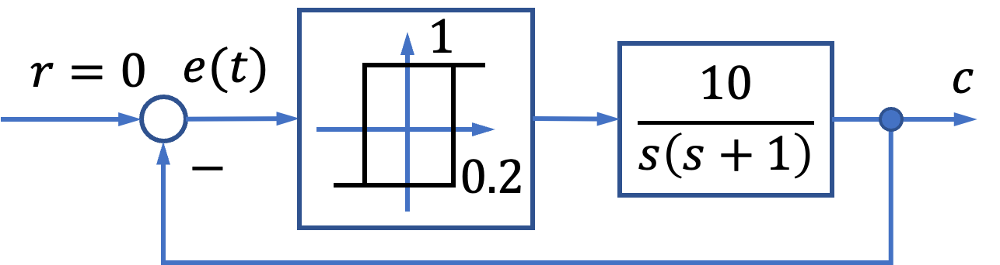 r = 0
e(t)
1
0.2
−
10
s(s + 1)
c